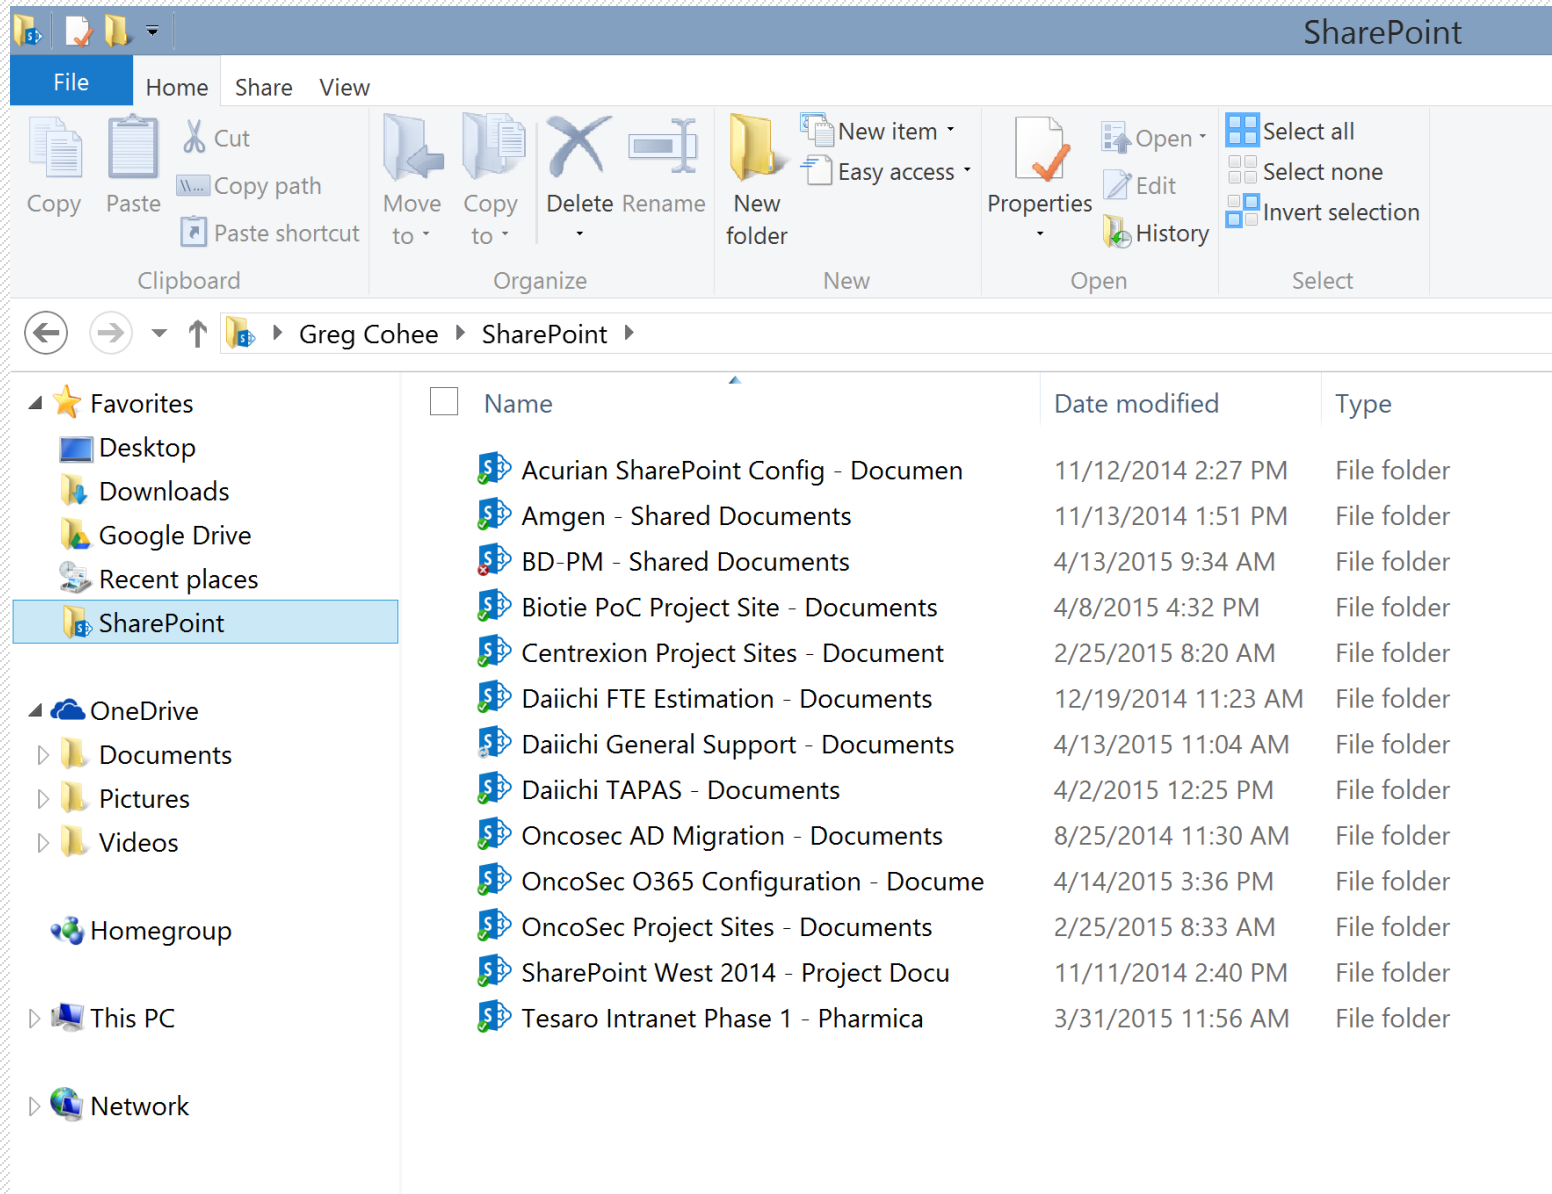 SharePoint
File Home Share View
Copy
Paste
Cut
Copy path
Paste shortcut
Clipboard
Move to
Copy to
Delete
Rename
Organize
New folder
New item
Easy access
New
Properties
Open
Edit
History
Open
Select all
Select none
Invert selection
Select
Greg Cohee SharePoint
Favorites
Desktop
Downloads
Google Drive
Recent places
SharePoint
OneDrive
Documents
Pictures
Videos
Homegroup
This PC
Network
Name Date modified Type
Acurian SharePoint Config - Documen 11/12/2014 2:27 PM File folder
Amgen - Shared Documents 11/13/2014 1:51 PM File folder
BD-PM - Shared Documents 4/13/2015 9:34 AM File folder
Biotie PoC Project Site - Documents 4/8/2015 4:32 PM File folder
Centrexion Project Sites - Document 2/25/2015 8:20 AM File folder
Daiichi FTE Estimation - Documents 12/19/2014 11:23 AM File folder
Daiichi General Support - Documents 4/13/2015 11:04 AM File folder
Daiichi TAPAS - Documents 4/2/2015 12:25 PM File folder
Oncosec AD Migration - Documents 8/25/2014 11:30 AM File folder
OncoSec O365 Configuration - Docume 4/14/2015 3:36 PM File folder
OncoSec Project Sites - Documents 2/25/2015 8:33 AM File folder
SharePoint West 2014 - Project Docu 11/11/2014 2:40 PM File folder
Tesaro Intranet Phase 1 - Pharmica 3/31/2015 11:56 AM File folder